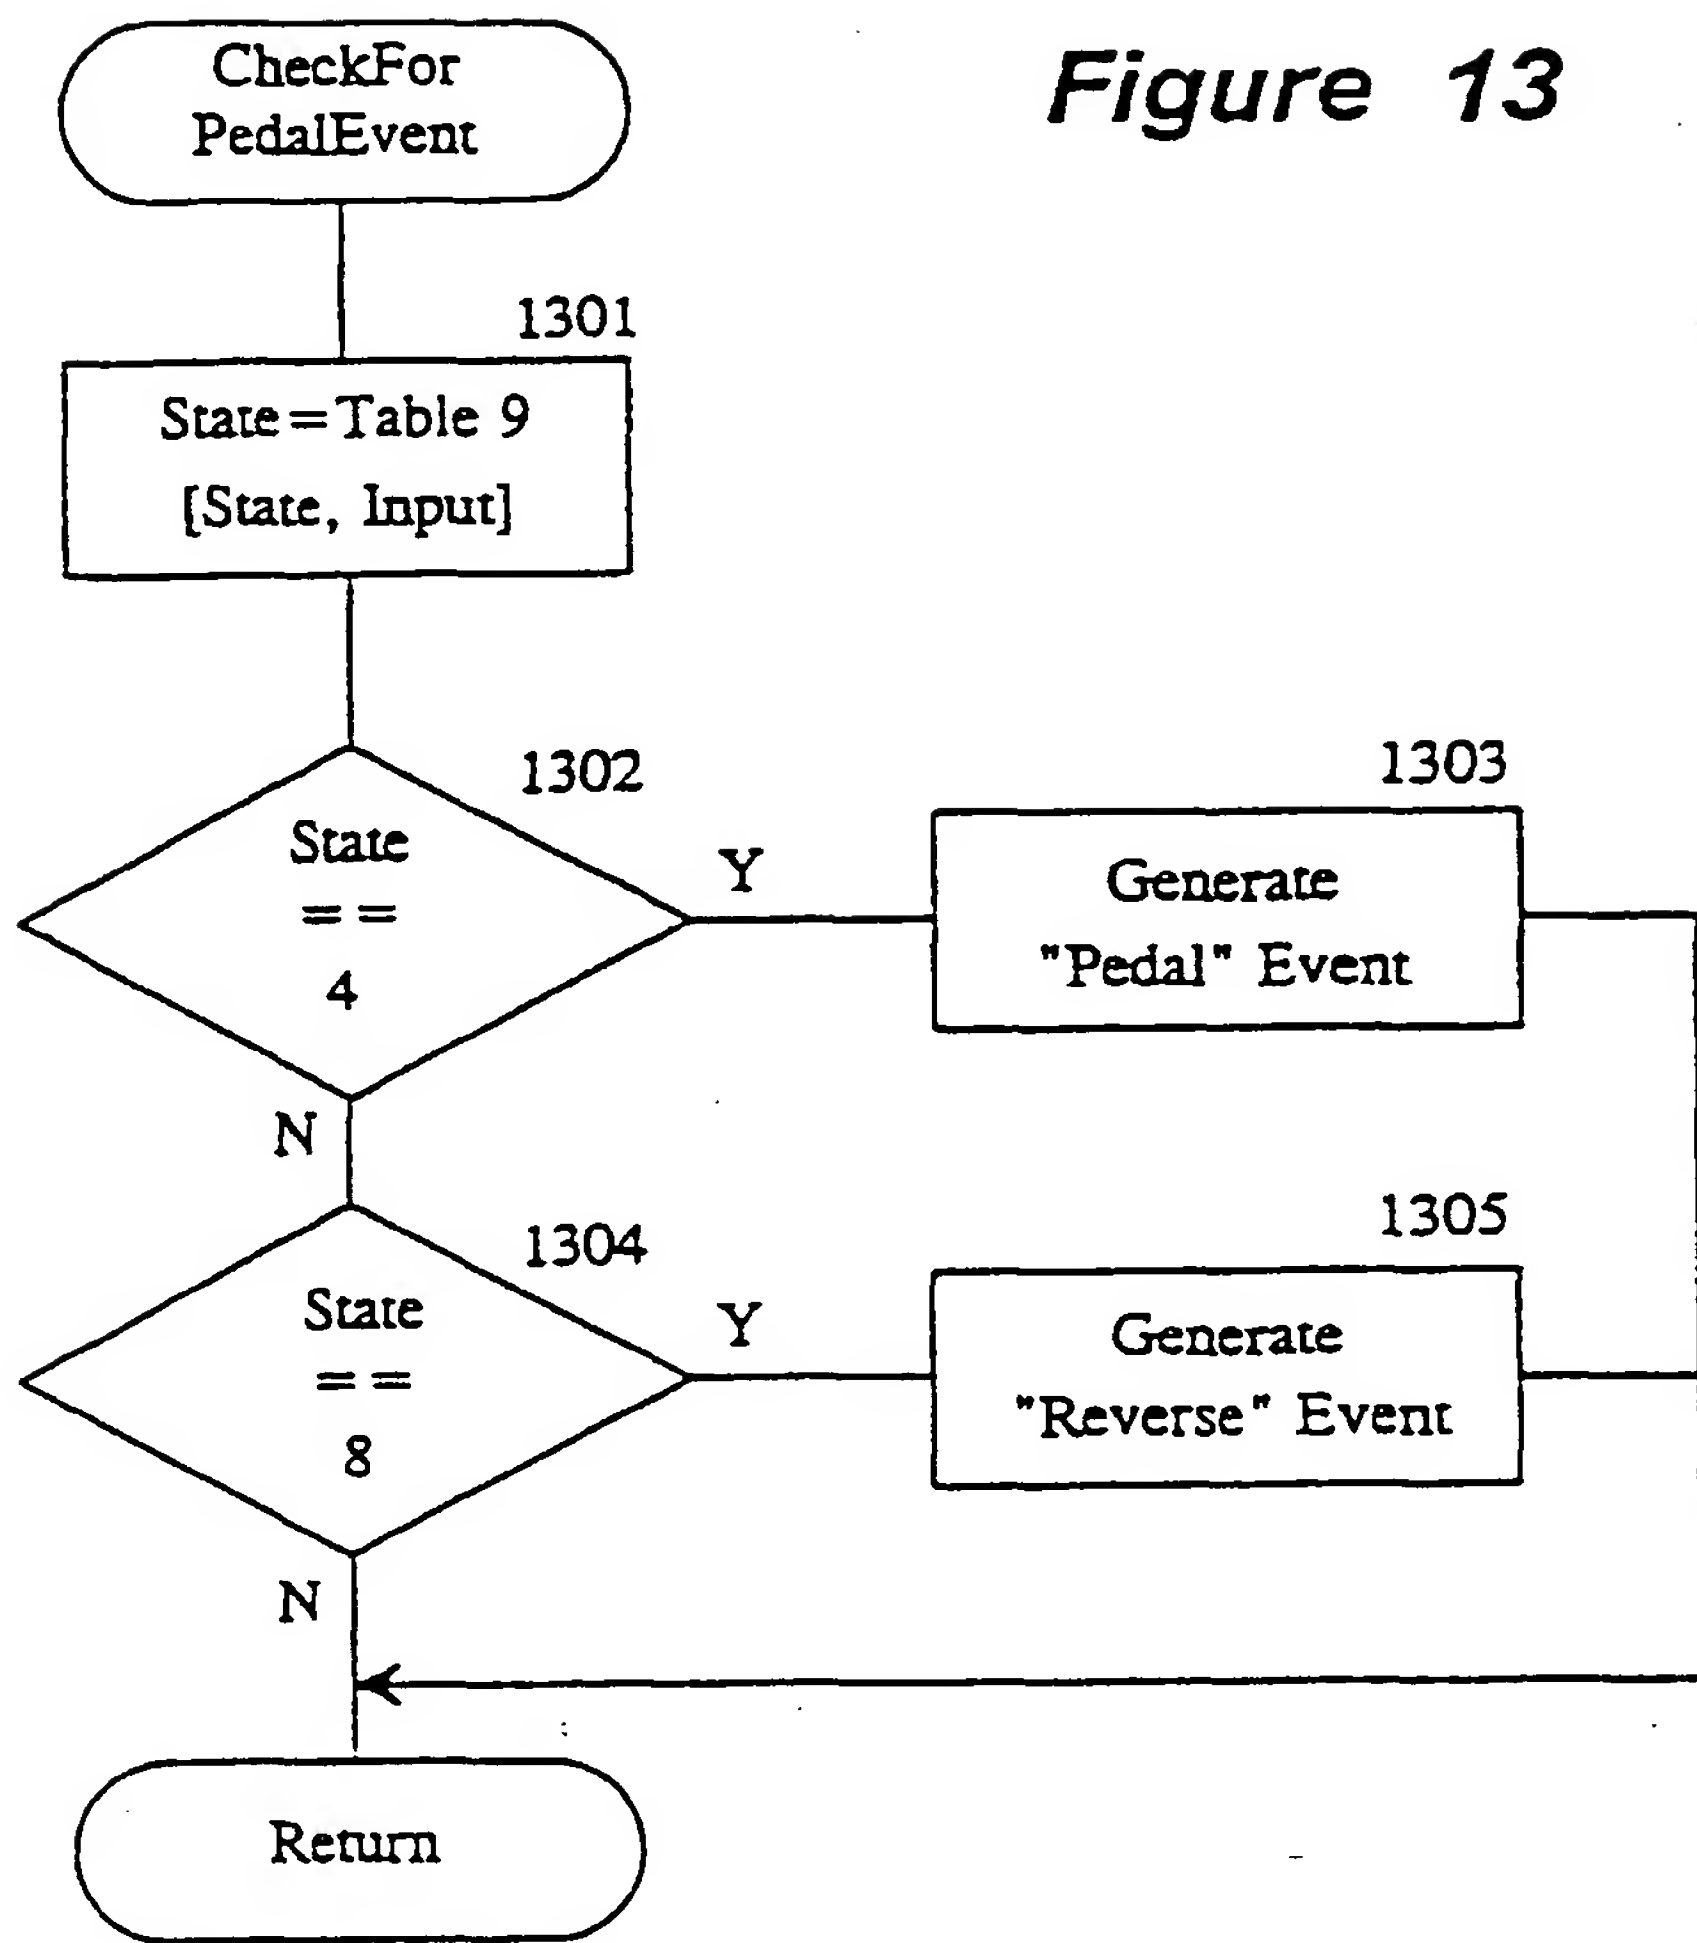 Figure 13
CheckFor
PedalEvent
1301
State=Table 9
[State, Input]
1302
State
==
4
Y
N
1303
Generate
"Pedal" Event
1304
State
==
8
Y
N
1305
Generate
"Reverse" Event
Return